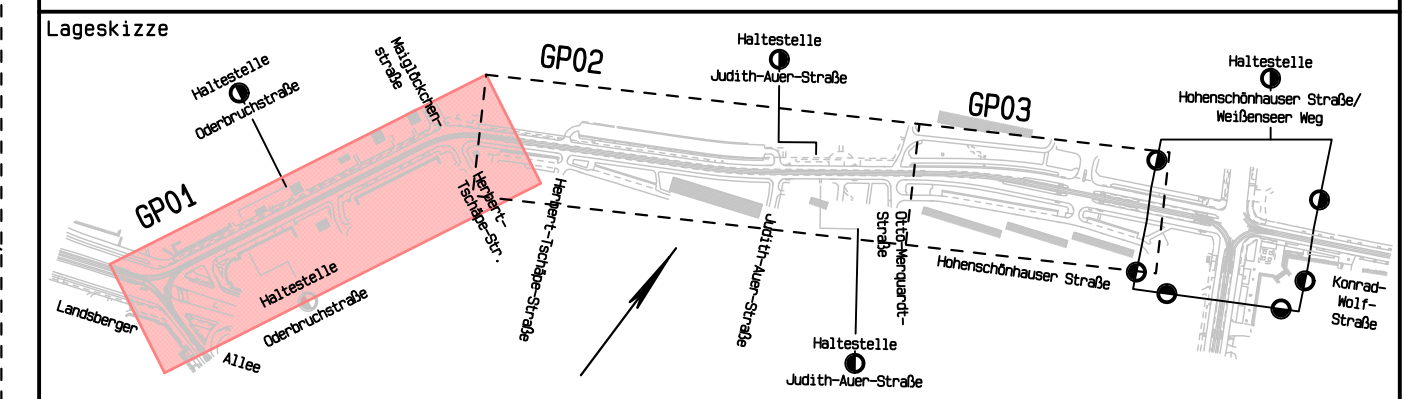 Lageskizze
Haltestelle
Oderbruchstraße
Maiglöckchen-
straße
GP01
GP02
Haltestelle
Judith-Auer-Straße
GP03
Haltestelle
Hohenschönhauser Straße/
Weißenseer Weg
Landsberger
Allee
Haltestelle
Oderbruchstraße
Herbert-
Tschäpe-Str.
Herbert-Tschäpe-Straße
Judith-Auer-Straße
Otto-Marquardt-
Straße
Hohenschönhauser Straße
Haltestelle
Judith-Auer-Straße
Konrad-
Wolf-
Straße